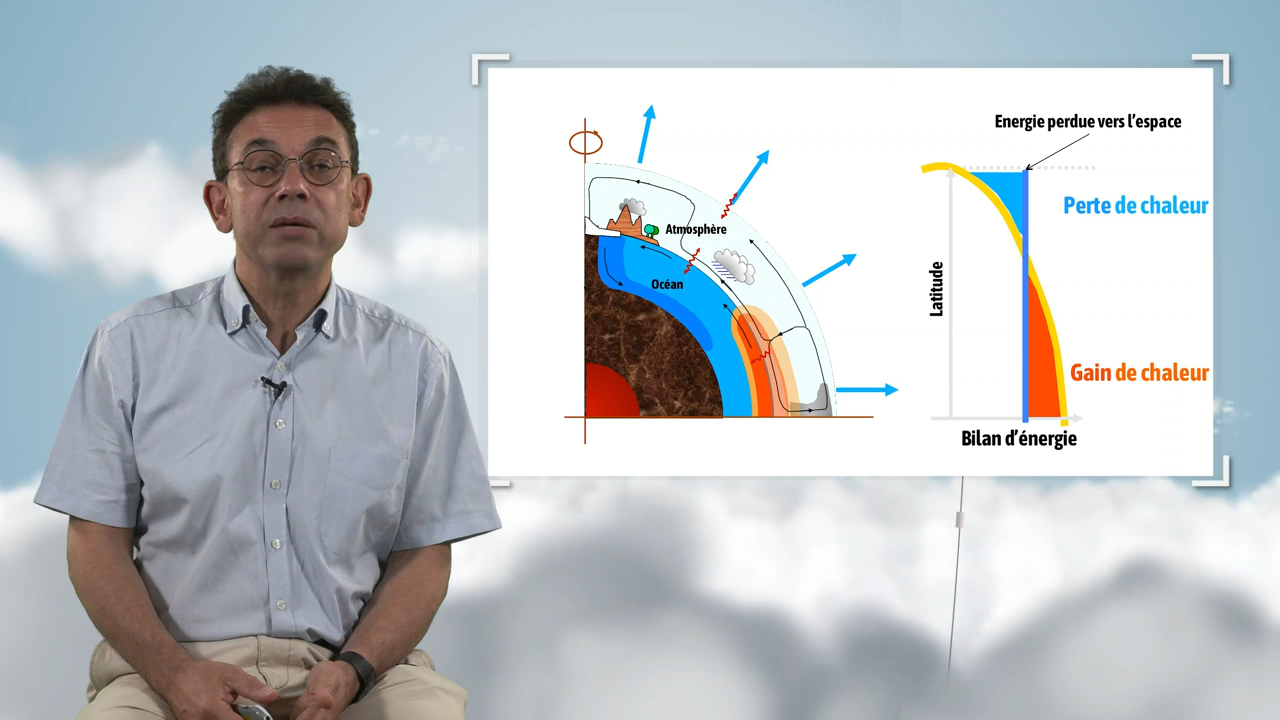 Energie perdue vers l'espace
Perte de chaleur
Atmosphère
Océan
Latitude
Gain de chaleur
Bilan d'énergie